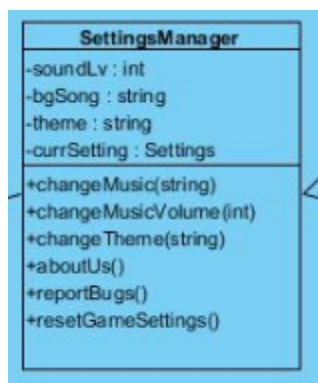 SettingsManager
-soundLv : int
-bgSong : string
-theme : string
-currSetting : Settings
+changeMusic(string)
+changeMusicVolume(int)
+changeTheme(string)
+aboutUs()
+reportBugs()
+resetGameSettings()